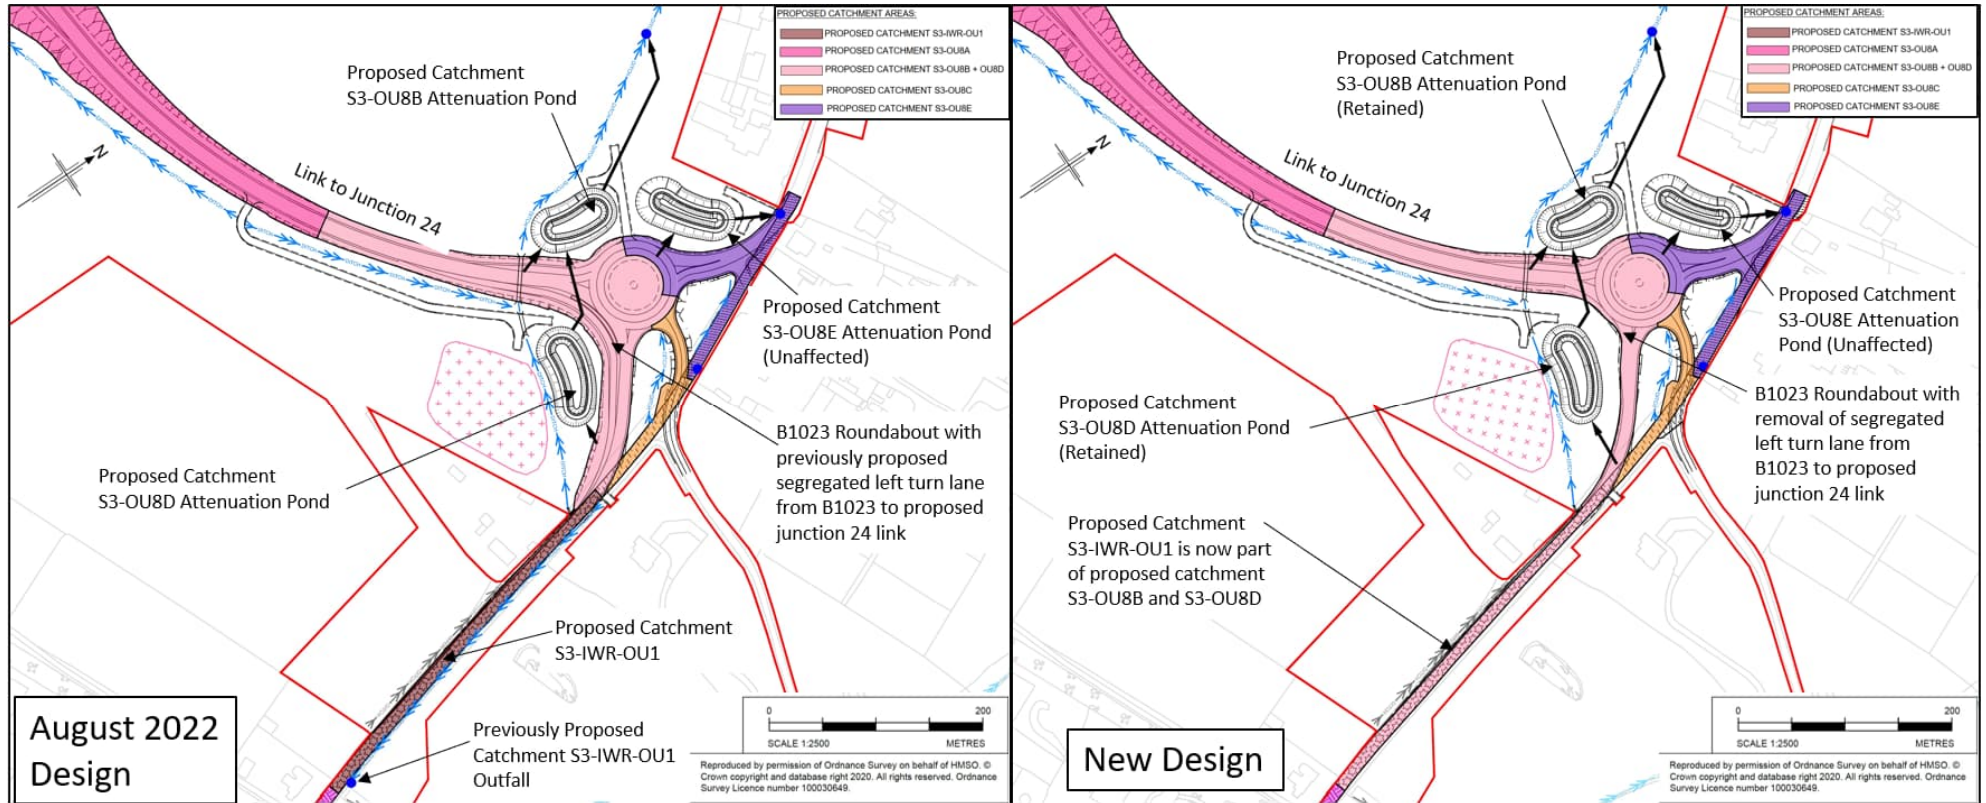 PROPOSED CATCHMENT AREAS:
PROPOSED CATCHMENT S3-IWR-OU1
PROPOSED CATCHMENT S3-OU8A
PROPOSED CATCHMENT S3-OU8B + OU8D
PROPOSED CATCHMENT S3-OU8C
PROPOSED CATCHMENT S3-OU8E
Proposed Catchment
S3-OU8B Attenuation Pond
N
Link to Junction 24
Proposed Catchment
S3-OU8E Attenuation Pond
(Unaffected)
B1023 Roundabout with
previously proposed
segregated left turn lane
from B1023 to proposed
junction 24 link
Proposed Catchment
S3-OU8D Attenuation Pond
Proposed Catchment
S3-IWR-OU1
Previously Proposed
Catchment S3-IWR-OU1
Outfall
August 2022
Design
0 200
SCALE 1:2500 METRES
Reproduced by permission of Ordnance Survey on behalf of HMSO. ©
Crown copyright and database right 2020. All rights reserved. Ordnance
Survey Licence number 100030649.
PROPOSED CATCHMENT AREAS:
PROPOSED CATCHMENT S3-IWR-OU1
PROPOSED CATCHMENT S3-OU8A
PROPOSED CATCHMENT S3-OU8B + OU8D
PROPOSED CATCHMENT S3-OU8C
PROPOSED CATCHMENT S3-OU8E
Proposed Catchment
S3-OU8B Attenuation Pond
(Retained)
N
Link to Junction 24
Proposed Catchment
S3-OU8E Attenuation
Pond (Unaffected)
B1023 Roundabout with
removal of segregated
left turn lane from
B1023 to proposed
junction 24 link
Proposed Catchment
S3-OU8D Attenuation Pond
(Retained)
Proposed Catchment
S3-IWR-OU1 is now part
of proposed catchment
S3-OU8B and S3-OU8D
New Design
0 200
SCALE 1:2500 METRES
Reproduced by permission of Ordnance Survey on behalf of HMSO. ©
Crown copyright and database right 2020. All rights reserved. Ordnance
Survey Licence number 100030649.